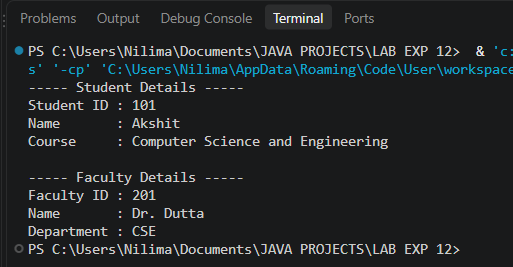 Problems Output Debug Console Terminal Ports
PS C:\Users\Nilima\Documents\JAVA PROJECTS\LAB EXP 12>  & 'c:
s' '-cp' 'C:\Users\Nilima\AppData\Roaming\Code\User\workspace
----- Student Details -----
Student ID : 101
Name       : Akshit
Course     : Computer Science and Engineering
----- Faculty Details -----
Faculty ID : 201
Name       : Dr. Dutta
Department : CSE
PS C:\Users\Nilima\Documents\JAVA PROJECTS\LAB EXP 12>